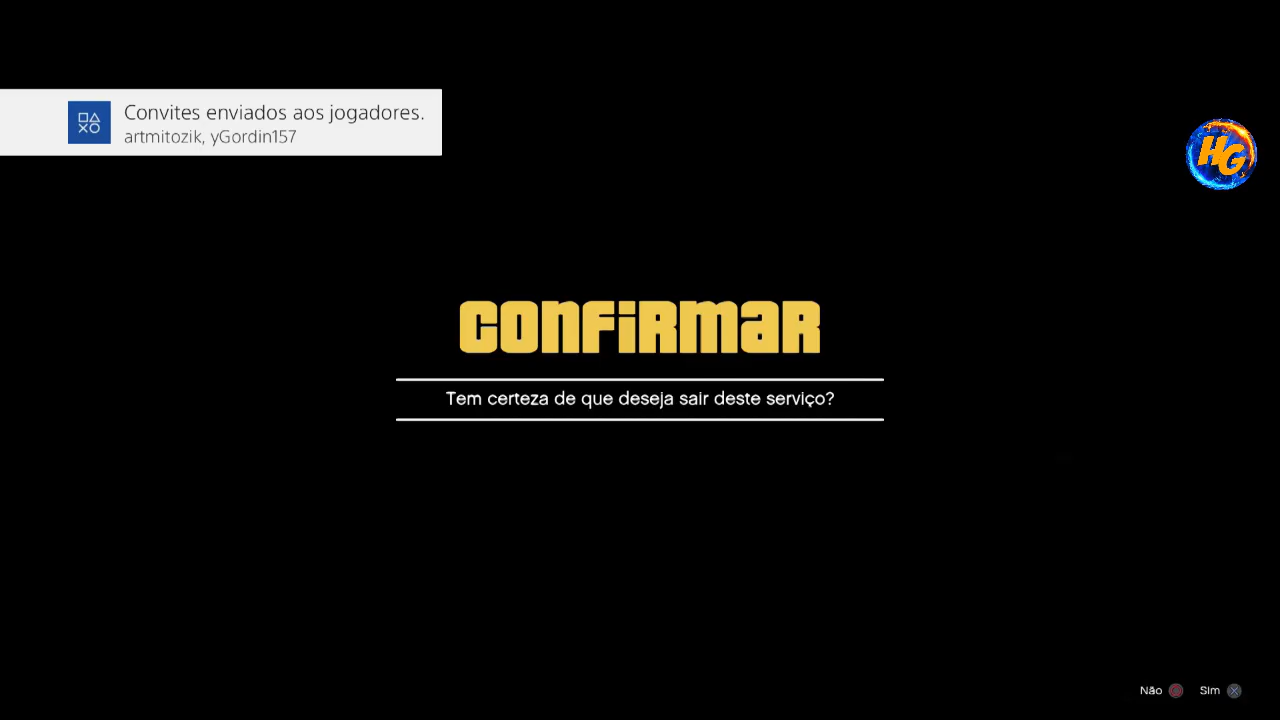 Convites enviados aos jogadores.
artmitozik, yGordin157
HG
CONFIRMAR
Tem certeza de que deseja sair deste serviço?
Não Sim